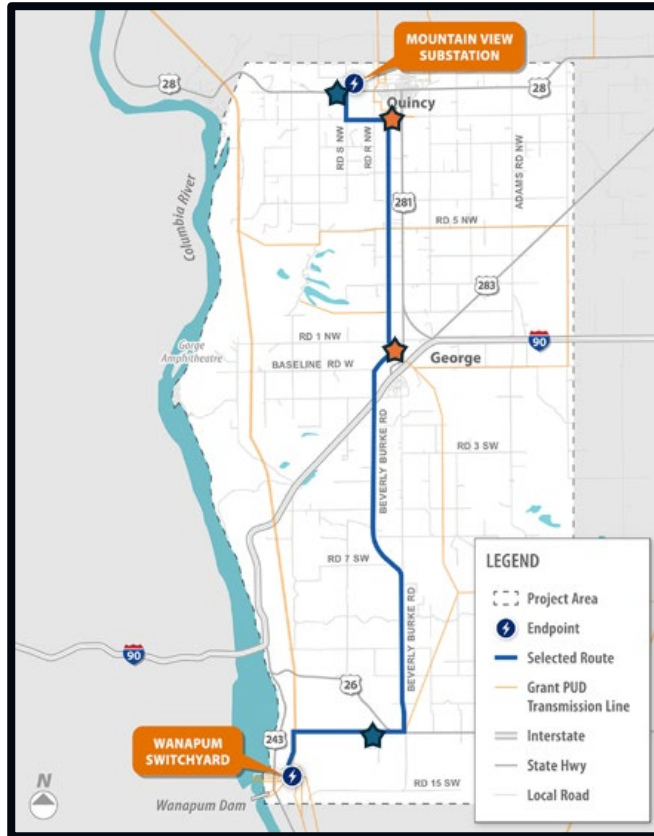 MOUNTAIN VIEW
SUBSTATION
28
Quincy
28
RD S NW
RD R NW
ADAMS RD NW
281
RD 5 NW
Columbia River
283
RD 1 NW
90
Gorge
Amphitheatre
George
BASELINE RD W
BEVERLY BURKE RD
RD 3 SW
RD 7 SW
BEVERLY BURKE RD
90
26
243
WANAPUM
SWITCHYARD
RD 15 SW
Wanapum Dam
N
LEGEND
Project Area
Endpoint
Selected Route
Grant PUD
Transmission Line
Interstate
State Hwy
Local Road